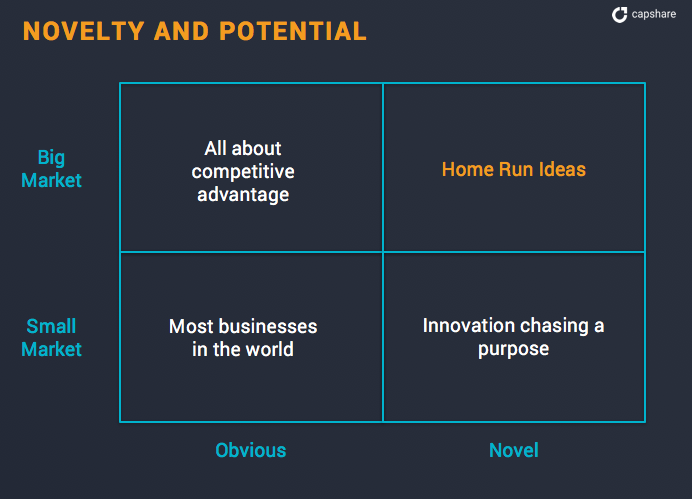 capshare
NOVELTY AND POTENTIAL
Big
Market
All about
competitive
advantage
Home Run Ideas
Small
Market
Most businesses
in the world
Innovation chasing a
purpose
Obvious
Novel